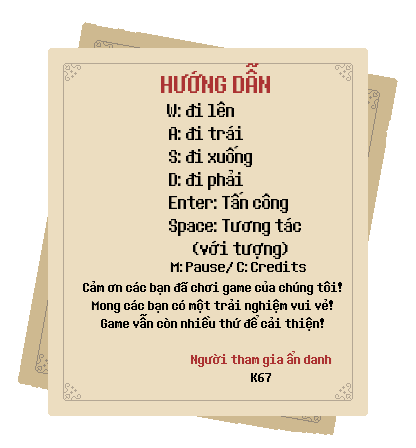 HƯỚNG DẪN
W: đi lên
A: đi trái
S: đi xuống
D: đi phải
Enter: Tấn công
Space: Tương tác
(với tượng)
M: Pause/ C: Credits
Cảm ơn các bạn đã chơi game của chúng tôi!
Mong các bạn có một trải nghiệm vui vẻ!
Game vẫn còn nhiều thứ để cải thiện!
Người tham gia ẩn danh
K67